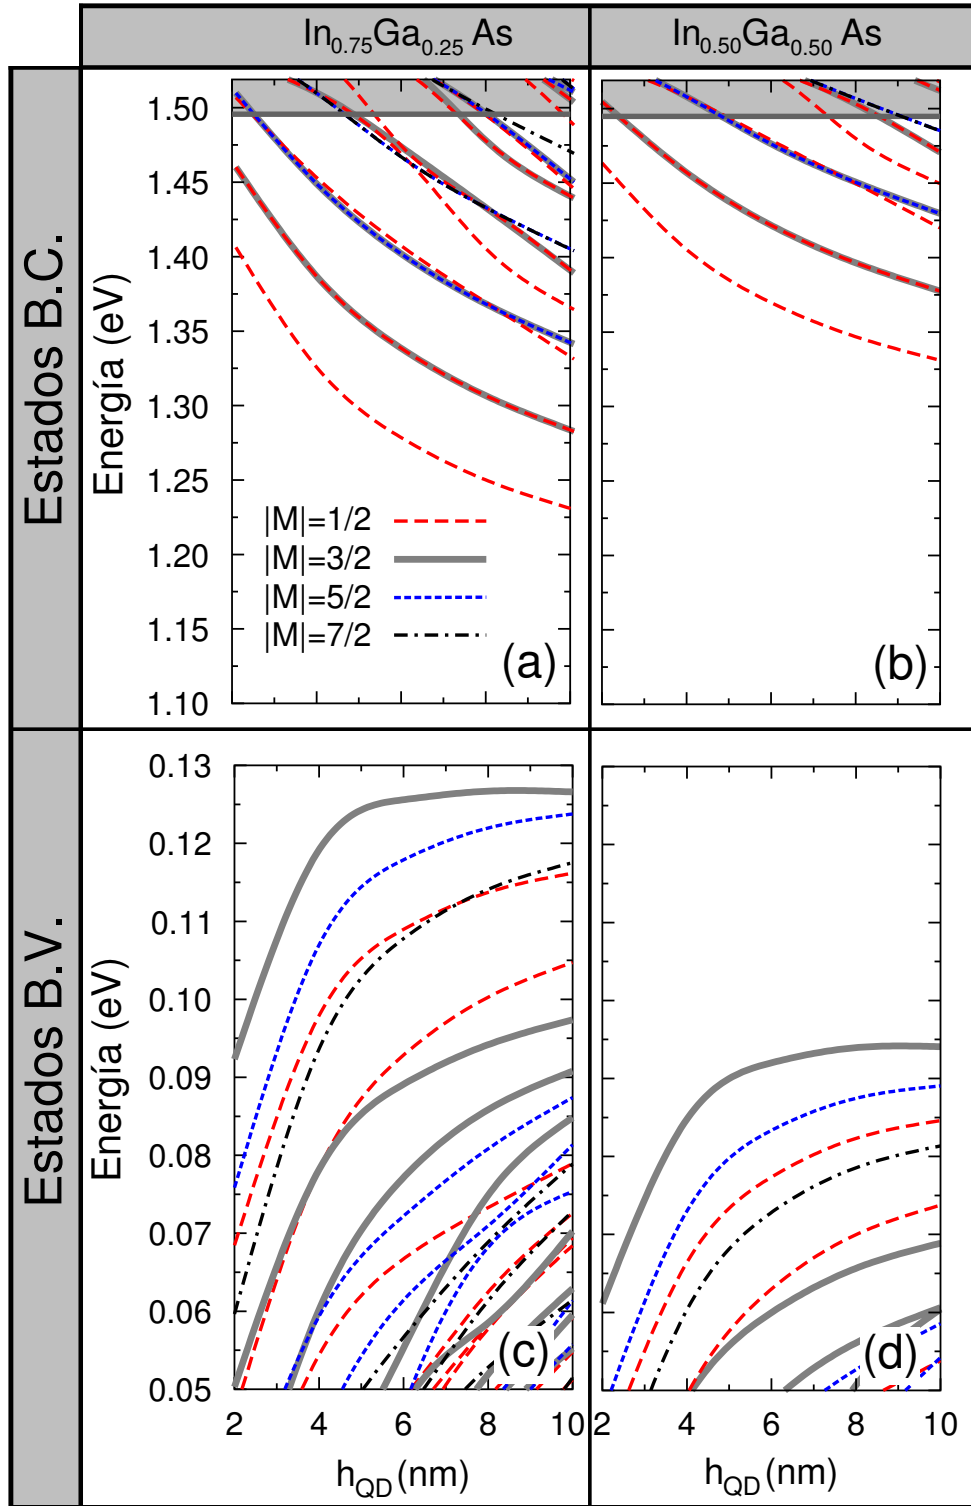 In0.75Ga0.25 As
In0.50Ga0.50 As
Estados B.C.
Energía (eV)
1.50
1.45
1.40
1.35
1.30
1.25
1.20
1.15
1.10
|M|=1/2
|M|=3/2
|M|=5/2
|M|=7/2
(a)
(b)
Estados B.V.
Energía (eV)
0.13
0.12
0.11
0.10
0.09
0.08
0.07
0.06
0.05
(c)
(d)
2 4 6 8 10
2 4 6 8 10
hQD (nm)
hQD (nm)